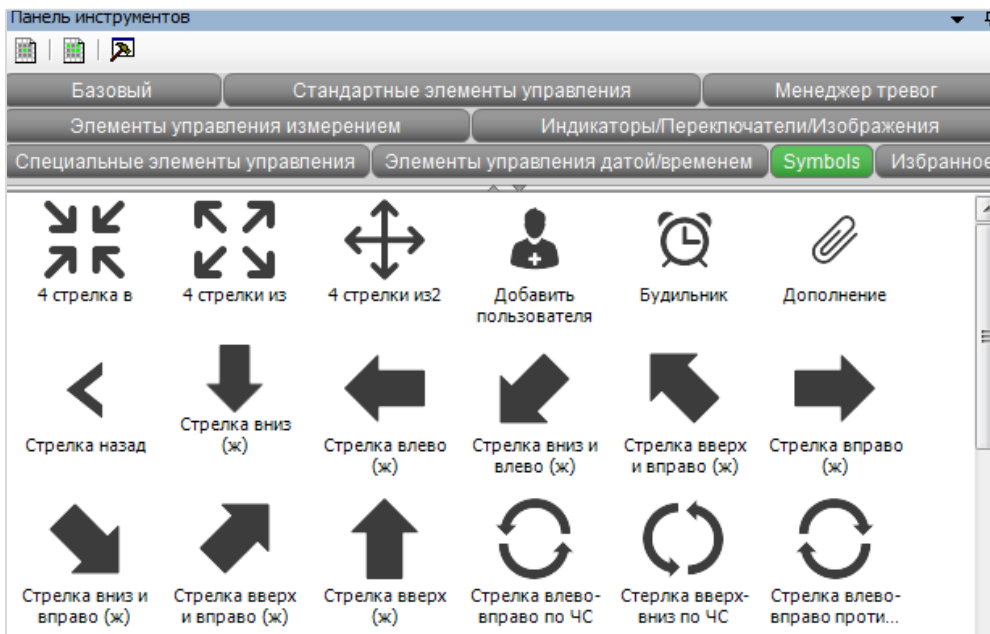 Панель инструментов
Базовый
Стандартные элементы управления
Менеджер тревог
Элементы управления измерением
Индикаторы/Переключатели/Изображения
Специальные элементы управления
Элементы управления датой/временем
Symbols
Избранное
4 стрелка в
4 стрелки из
4 стрелки из2
Добавить
пользователя
Будильник
Дополнение
Стрелка назад
Стрелка вниз
(ж)
Стрелка влево
(ж)
Стрелка вниз и
влево (ж)
Стрелка вверх
и вправо (ж)
Стрелка вправо
(ж)
Стрелка вниз и
вправо (ж)
Стрелка вверх
и вправо (ж)
Стрелка вверх
(ж)
Стрелка влево-
вправо по ЧС
Стерлка вверх-
вниз по ЧС
Стрелка влево-
вправо проти...